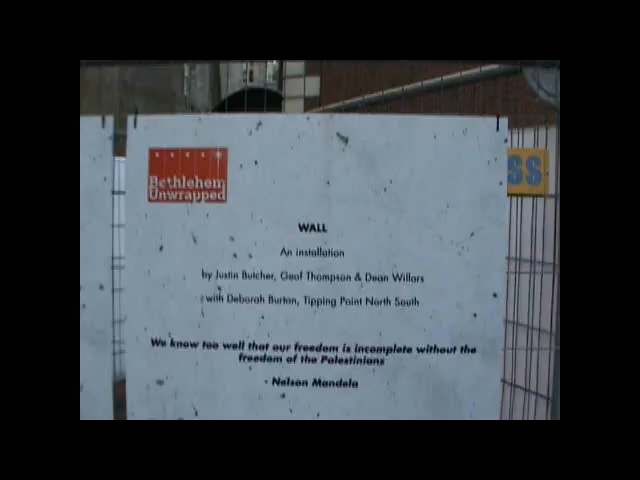 Bethlehem
Unwrapped
SS
WALL
An installation
by Justin Butcher, Geof Thompson & Dean Willars
with Deborah Burton, Tipping Point North South
We know too well that our freedom is incomplete without the
freedom of the Palestinians
- Nelson Mandela